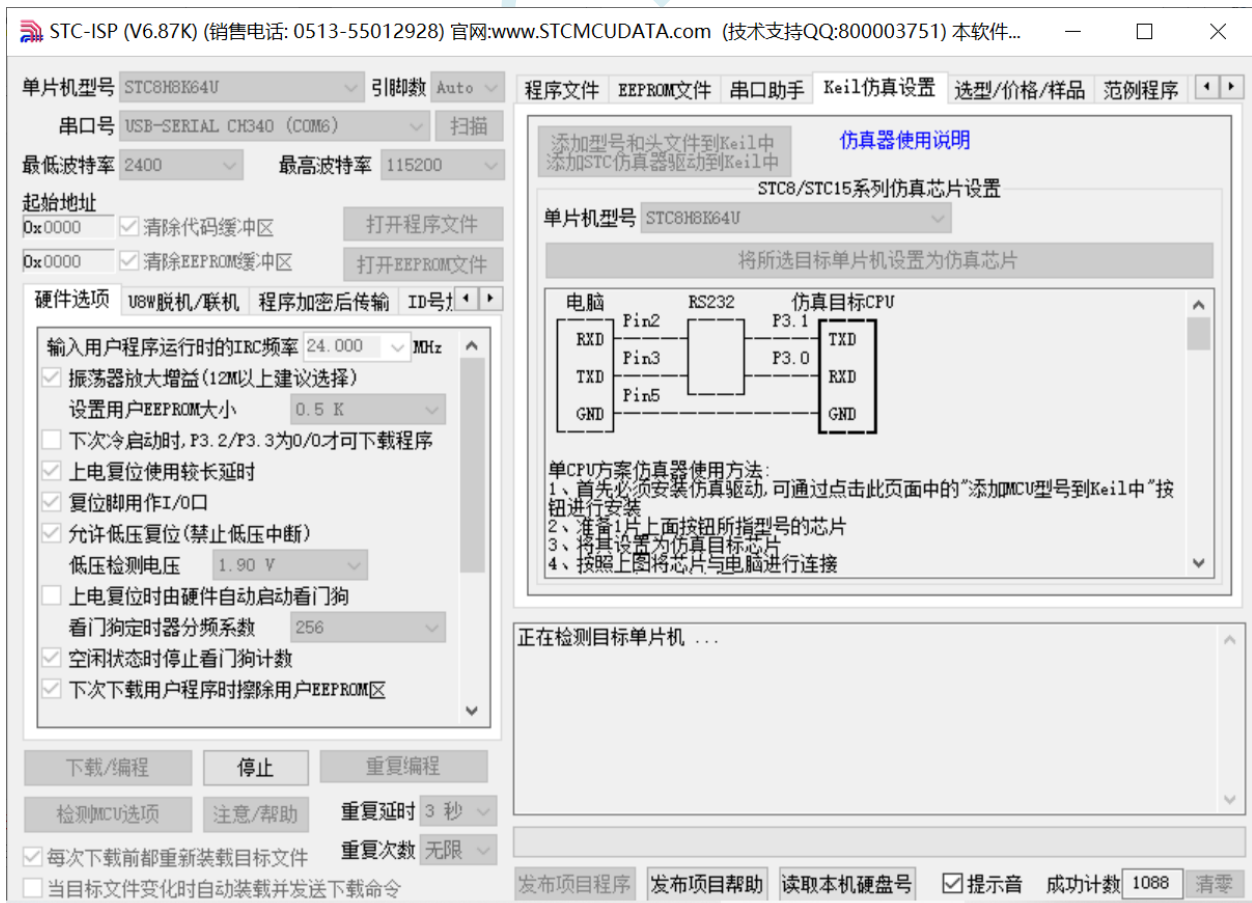 STC-ISP (V6.87K) (销售电话: 0513-55012928) 官网:www.STCMCUDATA.com (技术支持QQ:800003751) 本软件...
单片机型号 STC8H8K64U 引脚数 Auto
串口号 USB-SERIAL CH340 (COM6) 扫描
最低波特率 2400 最高波特率 115200
起始地址
0x0000 清除代码缓冲区 打开程序文件
0x0000 清除EEPROM缓冲区 打开EEPROM文件
硬件选项 U8W脱机/联机 程序加密后传输 ID号
输入用户程序运行时的IRC频率 24.000 MHz
振荡器放大增益(12M以上建议选择)
设置用户EEPROM大小 0.5 K
下次冷启动时,P3.2/P3.3为0/0才可下载程序
上电复位使用较长延时
复位脚用作I/O口
允许低压复位(禁止低压中断)
低压检测电压 1.90 V
上电复位时由硬件自动启动看门狗
看门狗定时器分频系数 256
空闲状态时停止看门狗计数
下次下载用户程序时擦除用户EEPROM区
下载/编程 停止 重复编程
检测MCU选项 注意/帮助 重复延时 3 秒
每次下载前都重新装载目标文件 重复次数 无限
当目标文件变化时自动装载并发送下载命令
程序文件 EEPROM文件 串口助手 Keil仿真设置 选型/价格/样品 范例程序
添加型号和头文件到Keil中
添加STC仿真器驱动到Keil中
仿真器使用说明
STC8/STC15系列仿真芯片设置
单片机型号 STC8H8K64U
将所选目标单片机设置为仿真芯片
电脑 RS232 仿真目标CPU
Pin2 P3.1
RXD TXD
Pin3 P3.0
TXD RXD
Pin5
GND GND
单CPU方案仿真器使用方法:
1、首先必须安装仿真驱动,可通过点击此页面中的"添加MCU型号到Keil中"按
钮进行安装
2、准备1片上面按钮所指型号的芯片
3、将其设置为仿真目标芯片
4、按照上图将芯片与电脑进行连接
正在检测目标单片机 ...
发布项目程序 发布项目帮助 读取本机硬盘号 提示音 成功计数 1088 清零